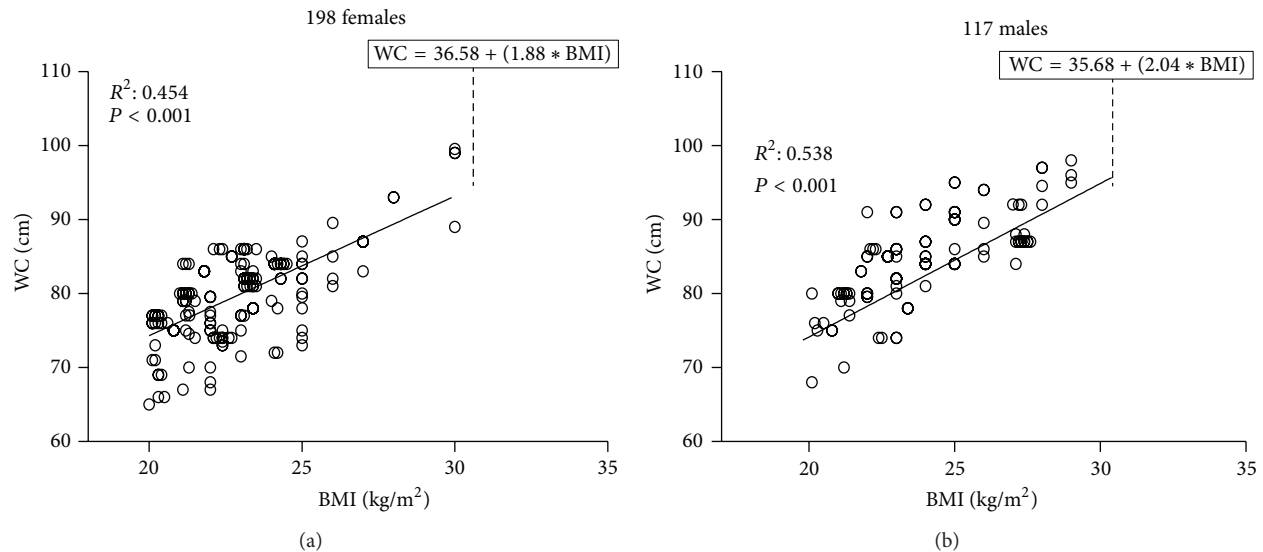 198 females
WC = 36.58 + (1.88 ∗ BMI)
110
R²: 0.454
P < 0.001
100
90
WC (cm)
80
70
60
20
25
30
35
BMI (kg/m²)
(a)
117 males
WC = 35.68 + (2.04 ∗ BMI)
110
R²: 0.538
P < 0.001
100
90
WC (cm)
80
70
60
20
25
30
35
BMI (kg/m²)
(b)